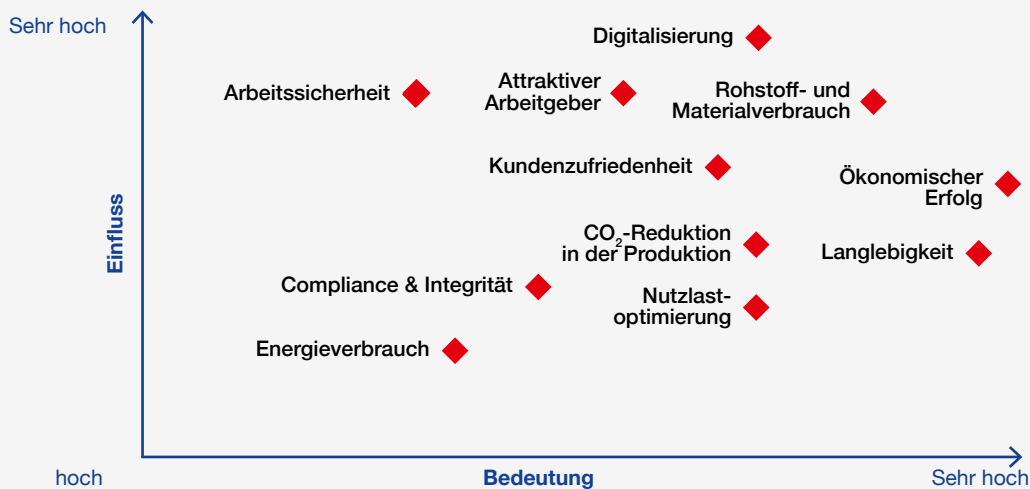 Sehr hoch
Digitalisierung
Arbeitssicherheit
Attraktiver
Arbeitgeber
Rohstoff- und
Materialverbrauch
Kundenzufriedenheit
Ökonomischer
Erfolg
Einfluss
CO₂-Reduktion
in der Produktion
Langlebigkeit
Compliance & Integrität
Nutzlast-
optimierung
Energieverbrauch
hoch
Bedeutung
Sehr hoch